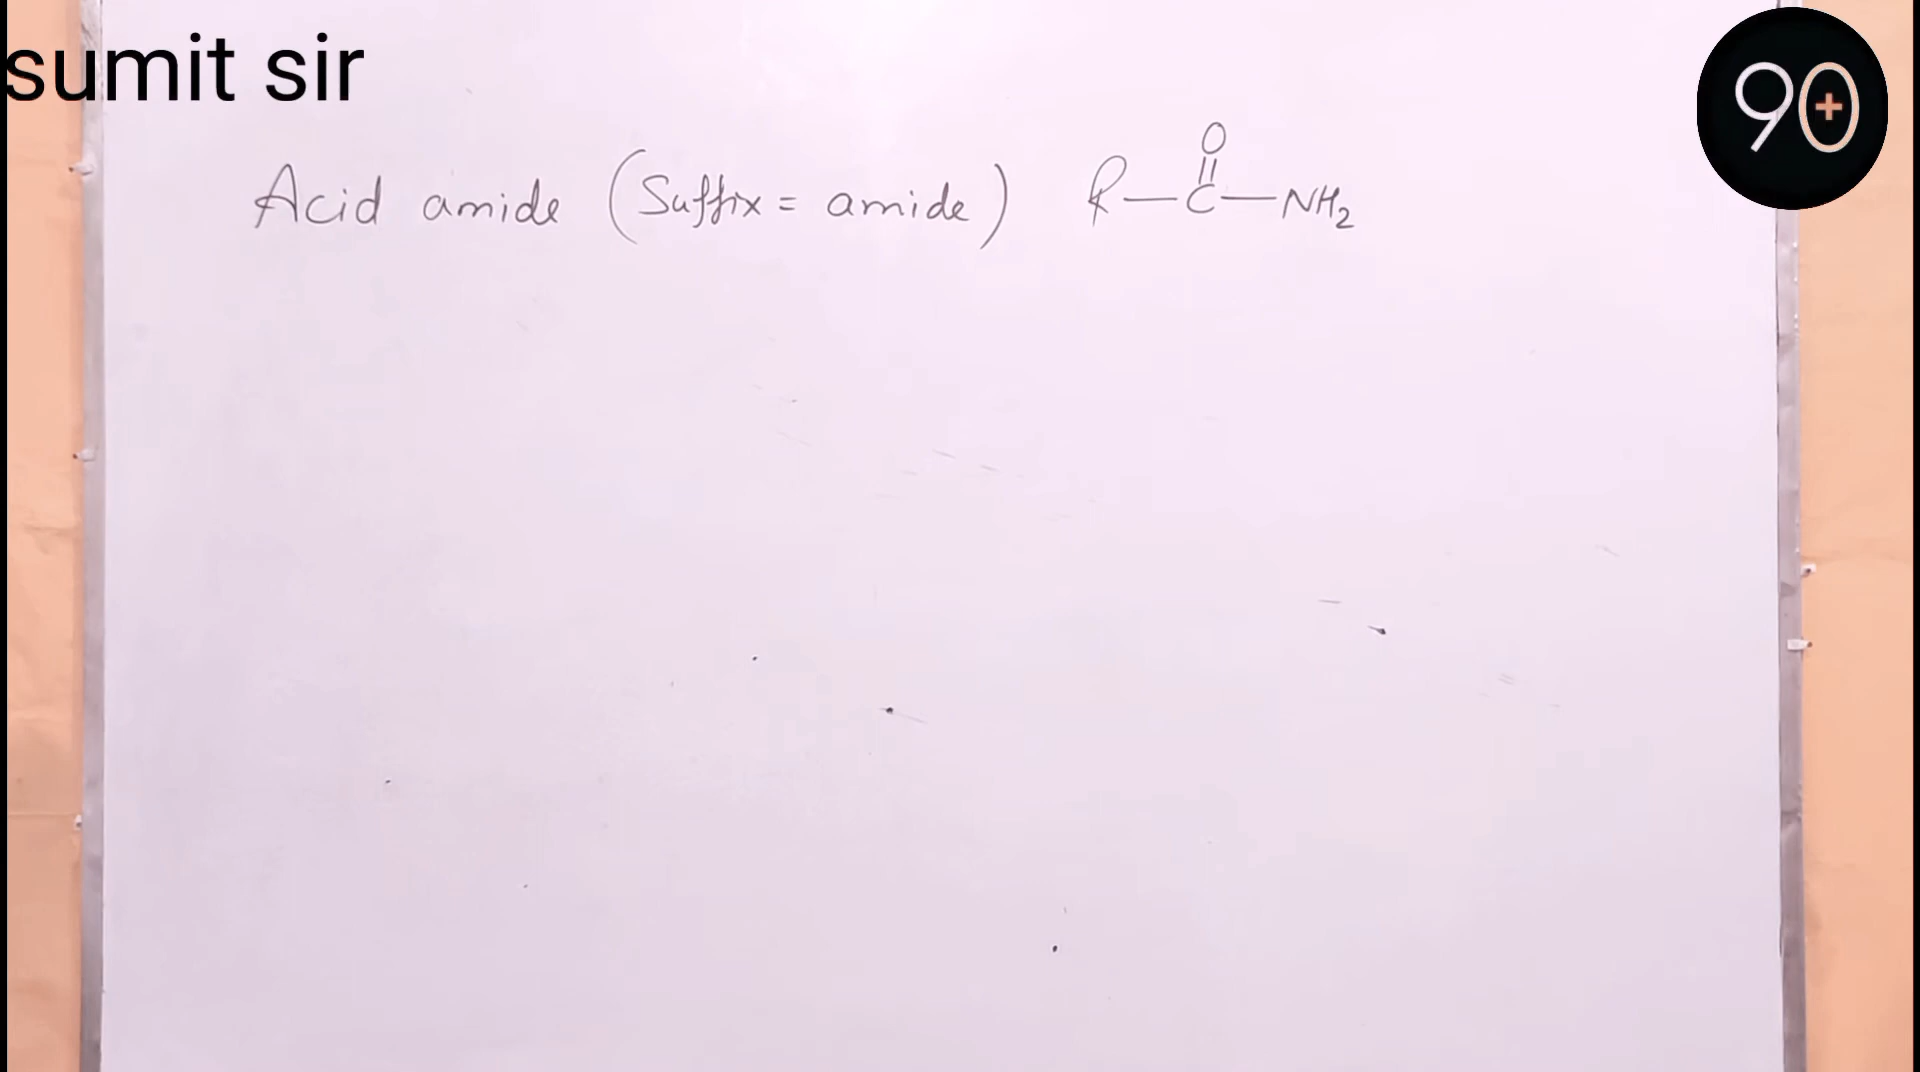 sumit sir
90+
O
Acid amide (Suffix = amide) R—C—NH₂